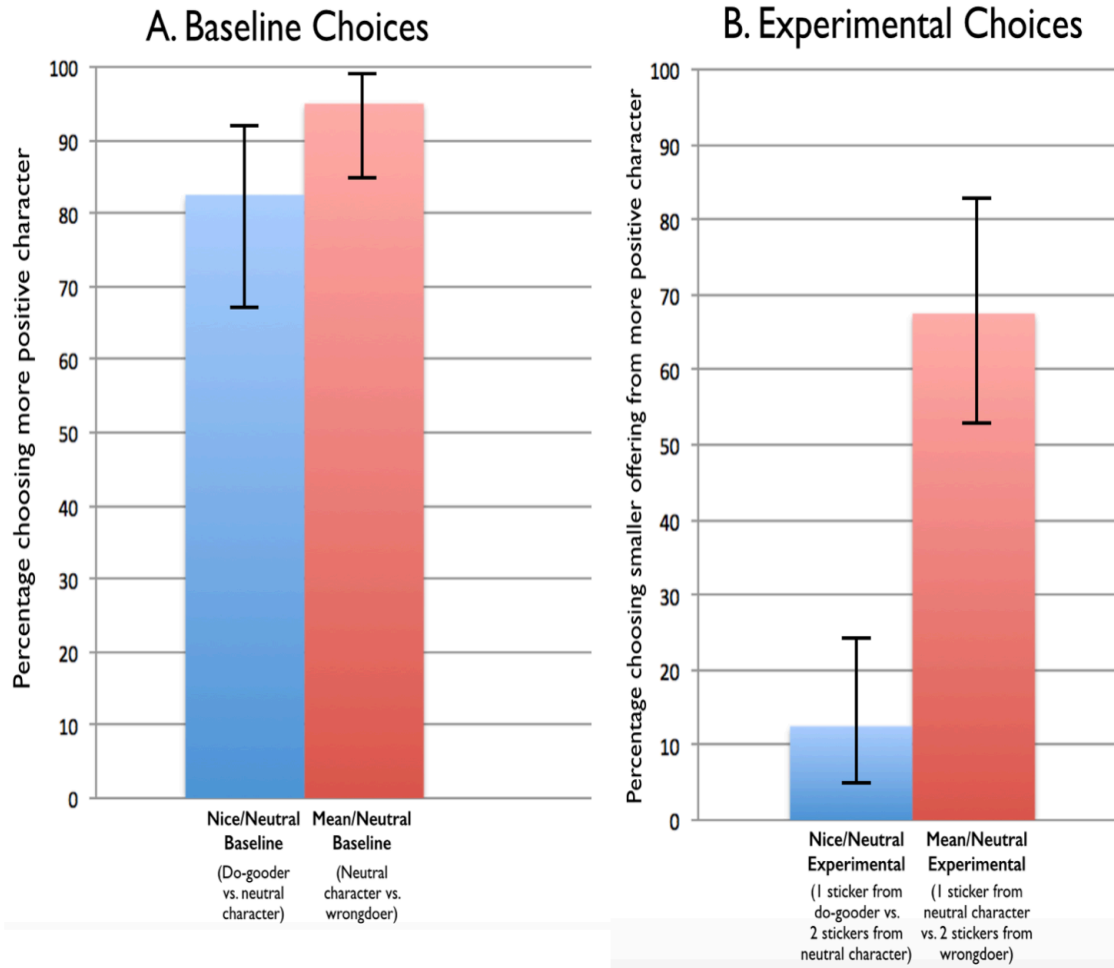 A. Baseline Choices
Percentage choosing more positive character
100
90
80
70
60
50
40
30
20
10
0
Nice/Neutral
Baseline
(Do-gooder
vs. neutral
character)
Mean/Neutral
Baseline
(Neutral
character vs.
wrongdoer)
B. Experimental Choices
Percentage choosing smaller offering from more positive character
100
90
80
70
60
50
40
30
20
10
0
Nice/Neutral
Experimental
(1 sticker from
do-gooder vs.
2 stickers from
neutral character)
Mean/Neutral
Experimental
(1 sticker from
neutral character
vs. 2 stickers from
wrongdoer)